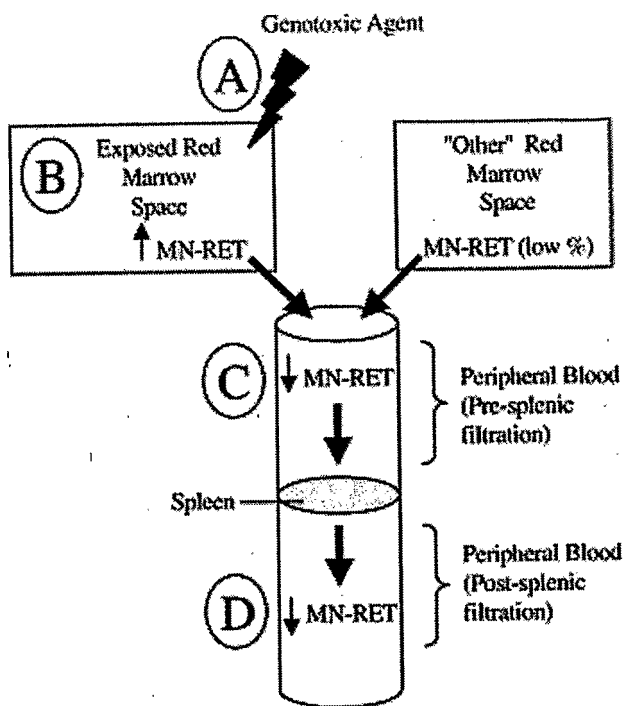 Genotoxic Agent
A
B
Exposed Red
Marrow
Space
↑ MN-RET
"Other" Red
Marrow
Space
MN-RET (low %)
C
↓ MN-RET
Peripheral Blood
(Pre-splenic
filtration)
Spleen
D
↓ MN-RET
Peripheral Blood
(Post-splenic
filtration)